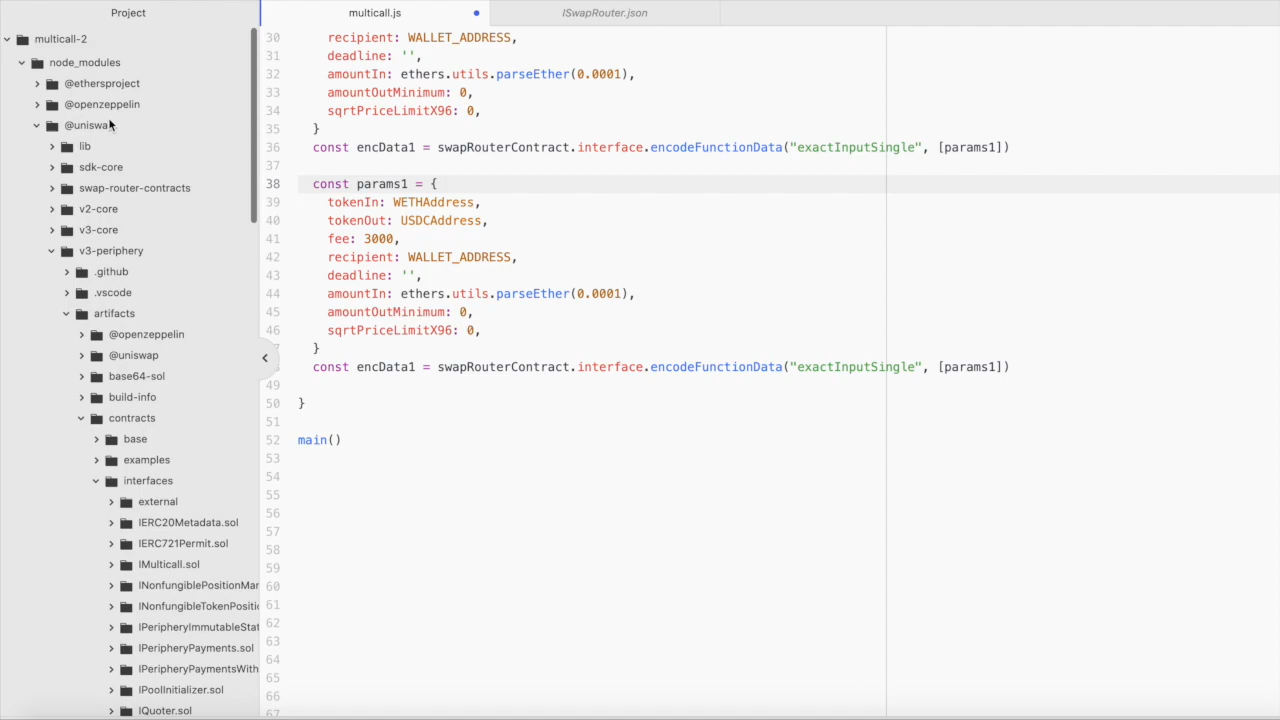 Project
multicall-2
node_modules
@ethersproject
@openzeppelin
@uniswa
lib
sdk-core
swap-router-contracts
v2-core
v3-core
v3-periphery
.github
.vscode
artifacts
@openzeppelin
@uniswap
base64-sol
build-info
contracts
base
examples
interfaces
external
IERC20Metadata.sol
IERC721Permit.sol
IMulticall.sol
INonfungiblePositionMar
INonfungibleTokenPositio
IPeripheryImmutableStat
IPeripheryPayments.sol
IPeripheryPaymentsWith
IPoolInitializer.sol
IQuoter.sol
multicall.js
ISwapRouter.json
30 recipient: WALLET_ADDRESS,
31 deadline: '',
32 amountIn: ethers.utils.parseEther(0.0001),
33 amountOutMinimum: 0,
34 sqrtPriceLimitX96: 0,
35 }
36 const encData1 = swapRouterContract.interface.encodeFunctionData("exactInputSingle", [params1])
37
38 const params1 = {
39 tokenIn: WETHAddress,
40 tokenOut: USDCAddress,
41 fee: 3000,
42 recipient: WALLET_ADDRESS,
43 deadline: '',
44 amountIn: ethers.utils.parseEther(0.0001),
45 amountOutMinimum: 0,
46 sqrtPriceLimitX96: 0,
}
const encData1 = swapRouterContract.interface.encodeFunctionData("exactInputSingle", [params1])
49
50 }
51
52 main()
53
54
55
56
57
58
59
60
61
62
63
64
65
66
67